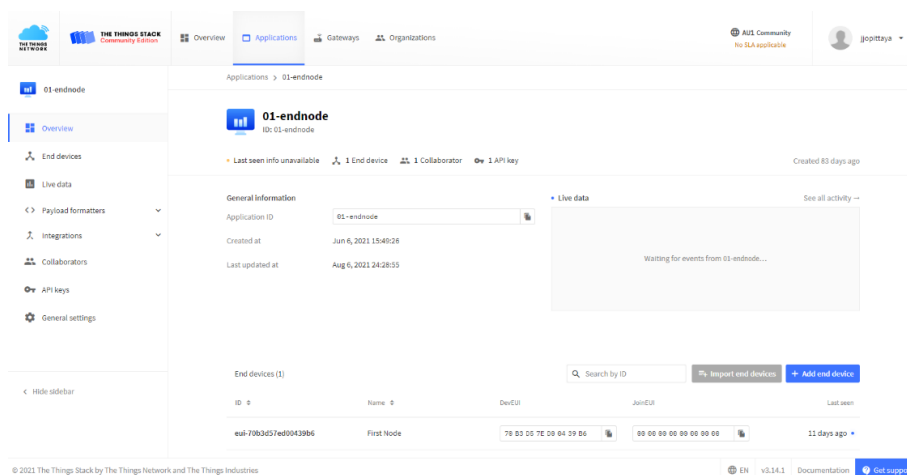 THE THINGS NETWORK
THE THINGS STACK
Community Edition
Overview
Applications
Gateways
Organizations
AU1 Community
No SLA applicable
jjopittaya
01-endnode
Overview
End devices
Live data
Payload formatters
Integrations
Collaborators
API keys
General settings
Hide sidebar
Applications > 01-endnode
01-endnode
ID: 01-endnode
Last seen info unavailable 1 End device 1 Collaborator 1 API key
Created 83 days ago
General information
Application ID 01-endnode
Created at Jun 6, 2021 15:49:26
Last updated at Aug 6, 2021 24:28:55
Live data
See all activity →
Waiting for events from 01-endnode...
End devices (1)
Search by ID
Import end devices
+ Add end device
ID Name DevEUI JoinEUI Last seen
eui-70b3d57ed00439b6 First Node 70 B3 D5 7E D0 04 39 B6 00 00 00 00 00 00 00 00 11 days ago
© 2021 The Things Stack by The Things Network and The Things Industries
EN v3.14.1 Documentation Get suppo